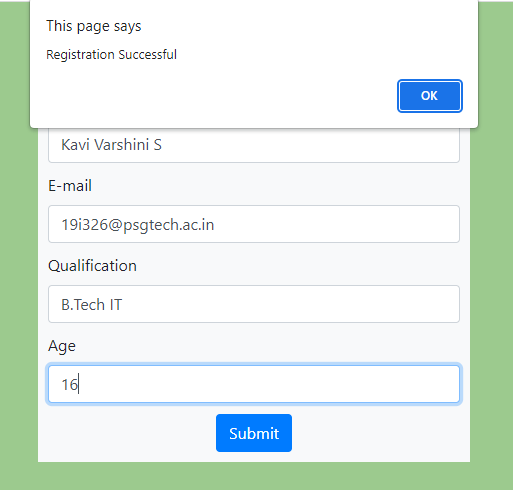 This page says
Registration Successful
OK
Kavi Varshini S
E-mail
19i326@psgtech.ac.in
Qualification
B.Tech IT
Age
16
Submit